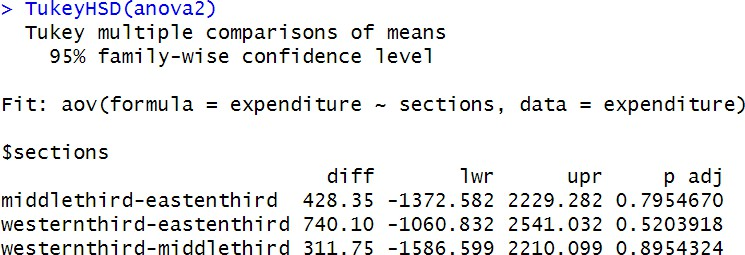 > TukeyHSD(anova2)
  Tukey multiple comparisons of means
    95% family-wise confidence level

Fit: aov(formula = expenditure ~ sections, data = expenditure)

$sections
                           diff       lwr      upr     p adj
middlethird-eastenthird  428.35 -1372.582 2229.282 0.7954670
westernthird-eastenthird 740.10 -1060.832 2541.032 0.5203918
westernthird-middlethird 311.75 -1586.599 2210.099 0.8954324